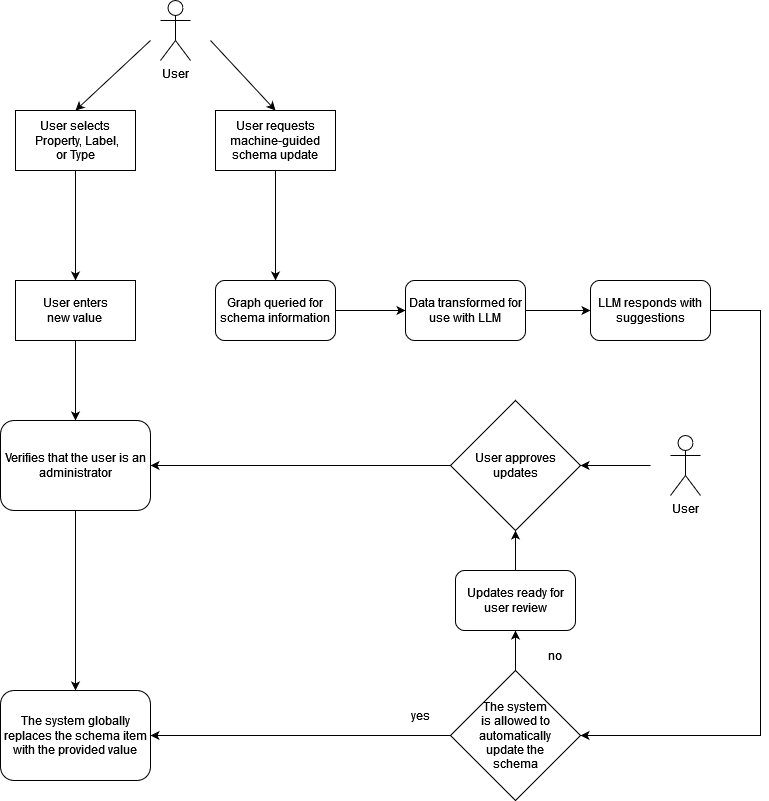 User
User selects
Property, Label,
or Type
User requests
machine-guided
schema update
User enters
new value
Graph queried for
schema information
Data transformed for
use with LLM
LLM responds with
suggestions
Verifies that the user is an
administrator
User approves
updates
User
Updates ready for
user review
no
yes
The system globally
replaces the schema item
with the provided value
The system
is allowed to
automatically
update the
schema